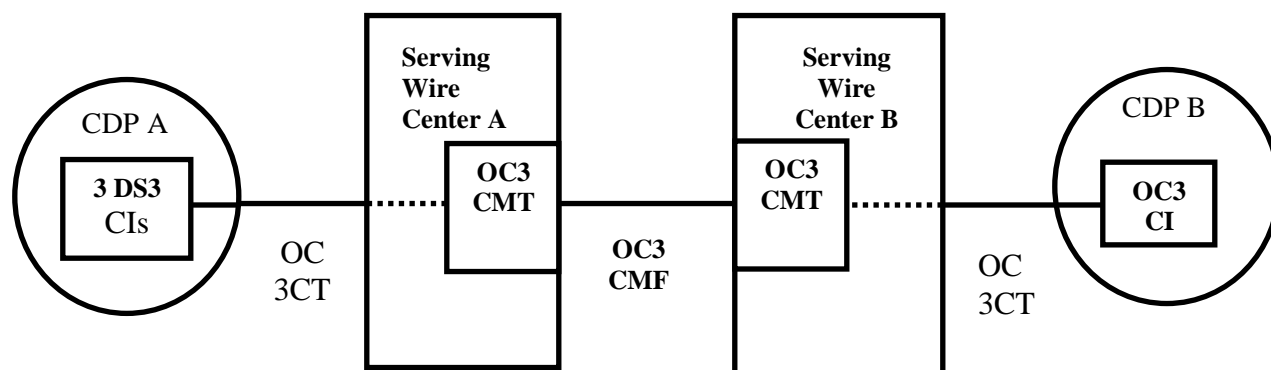 CDP A
3 DS3
CIs
OC
3CT
Serving
Wire
Center A
OC3
CMT
OC3
CMF
Serving
Wire
Center B
OC3
CMT
OC
3CT
CDP B
OC3
CI